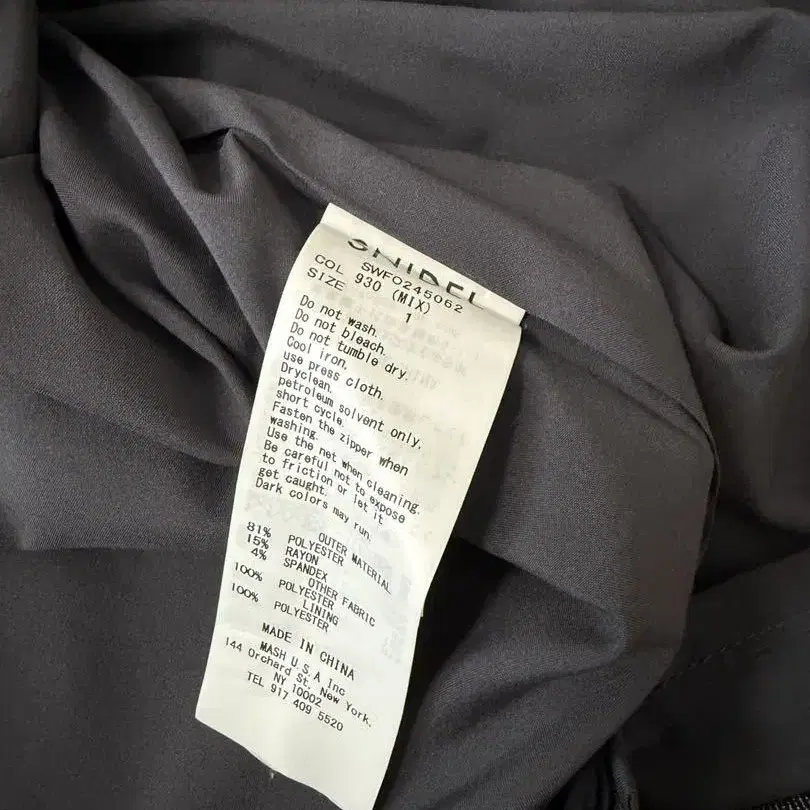 SNIDEL
SWFO245062
COL 930 (MIX)
SIZE 1
Do not wash.
Do not bleach.
Do not tumble dry.
Cool iron.
use press cloth.
Dryclean.
petroleum solvent only.
short cycle.
Fasten the zipper when
washing.
Use the net when cleaning.
Be careful not to expose
to friction or let it
get caught.
Dark colors may run.
OUTER MATERIAL
81% POLYESTER
15% RAYON
4% SPANDEX
OTHER FABRIC
100% POLYESTER
LINING
100% POLYESTER
MADE IN CHINA
MASH U.S.A Inc
144 Orchard St. New York.
NY 10002
TEL 917 409 5520